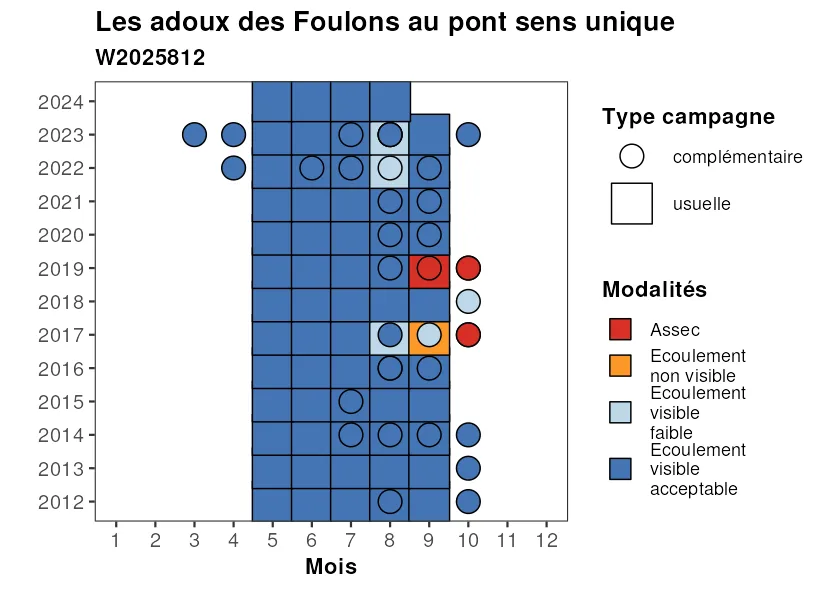 Les adoux des Foulons au pont sens unique
W2025812
2024
2023
2022
2021
2020
2019
2018
2017
2016
2015
2014
2013
2012
1 2 3 4 5 6 7 8 9 10 11 12
Mois
Type campagne
complémentaire
usuelle
Modalités
Assec
Ecoulement
non visible
Ecoulement
visible
faible
Ecoulement
visible
acceptable